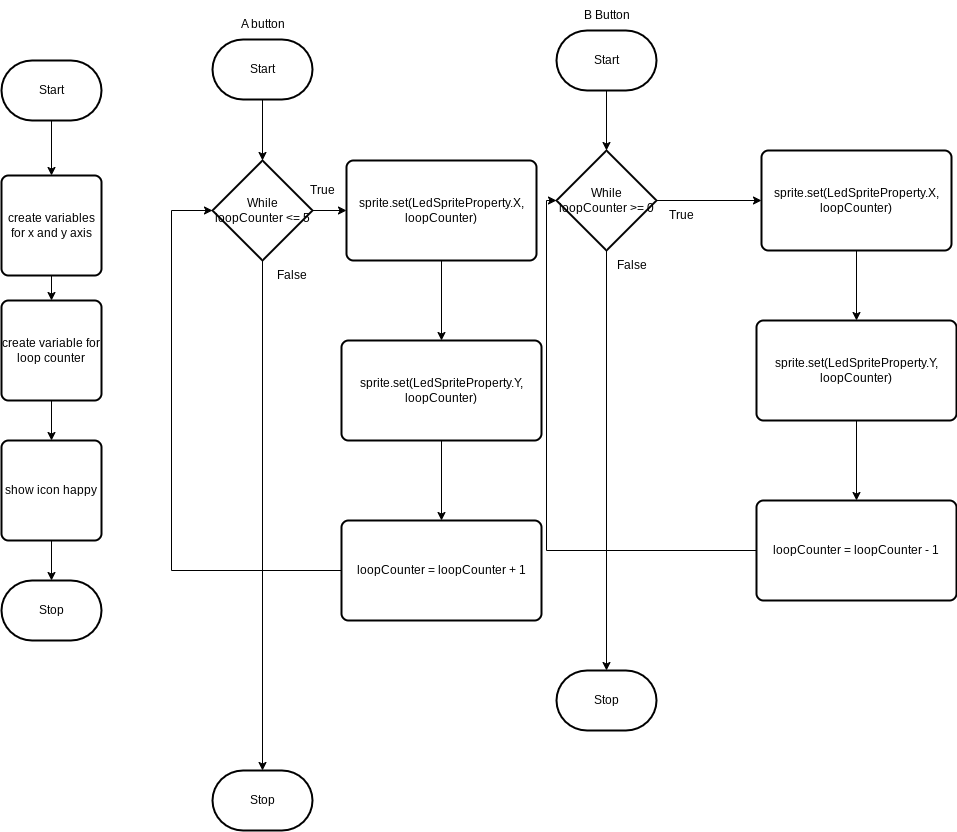 Start
create variables
for x and y axis
create variable for
loop counter
show icon happy
Stop
A button
Start
While
loopCounter <= 5
True
False
sprite.set(LedSpriteProperty.X,
loopCounter)
sprite.set(LedSpriteProperty.Y,
loopCounter)
loopCounter = loopCounter + 1
Stop
B Button
Start
While
loopCounter >= 0
True
False
sprite.set(LedSpriteProperty.X,
loopCounter)
sprite.set(LedSpriteProperty.Y,
loopCounter)
loopCounter = loopCounter - 1
Stop